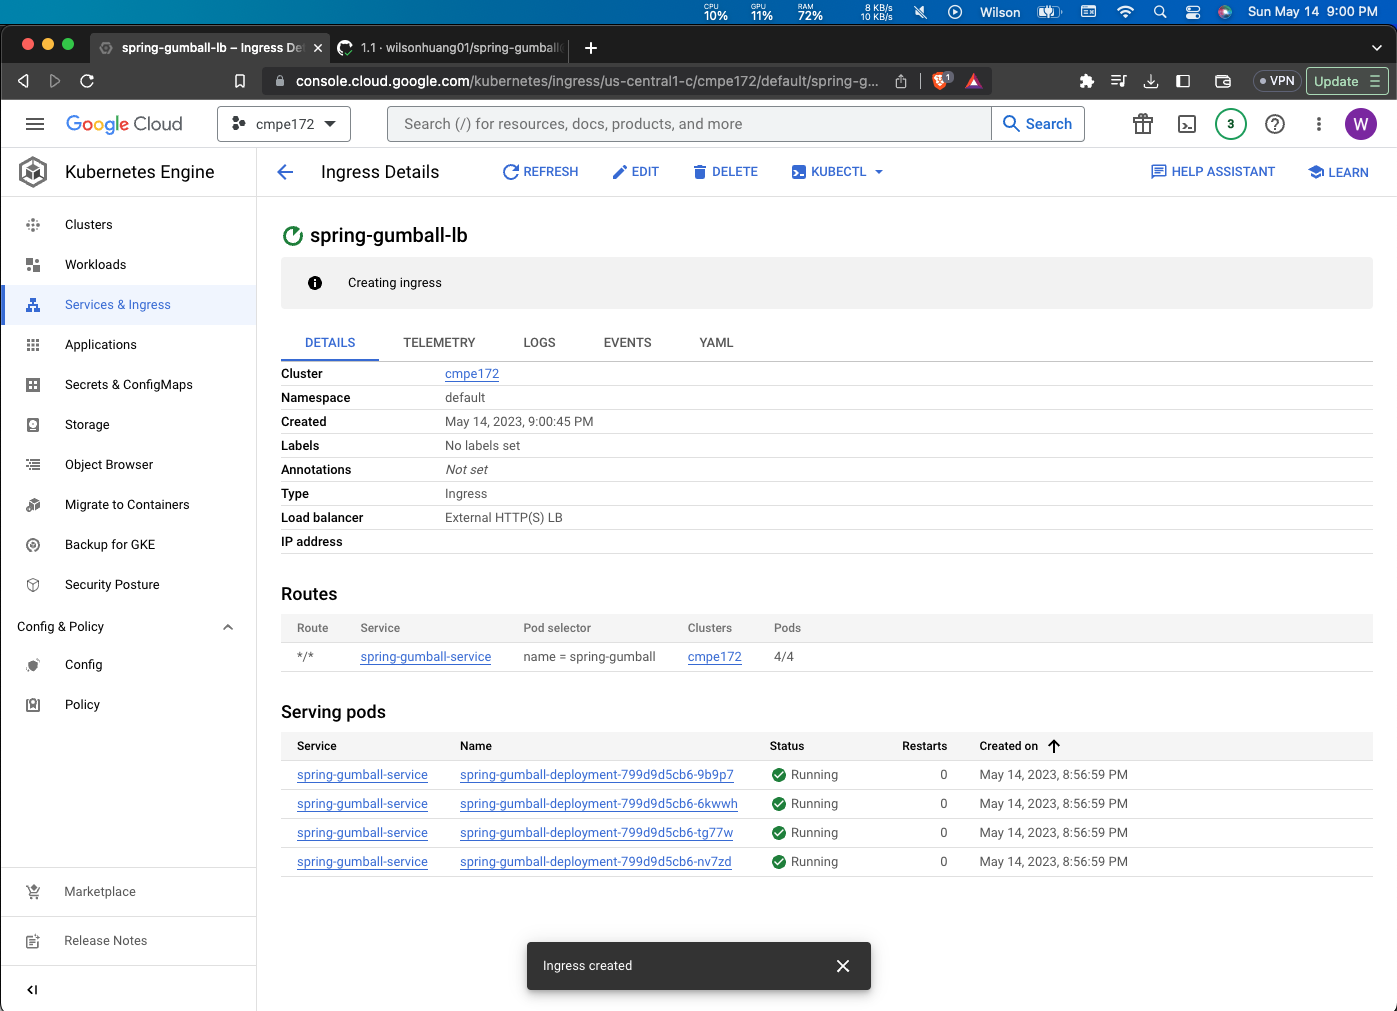 CPU 10% GPU 11% RAM 72% 8 KB/s 10 KB/s Wilson Sun May 14 9:00 PM
spring-gumball-lb – Ingress De
1.1 · wilsonhuang01/spring-gumball
console.cloud.google.com/kubernetes/ingress/us-central1-c/cmpe172/default/spring-g...
1
VPN
Update
Google Cloud
cmpe172
Search (/) for resources, docs, products, and more
Search
3
W
Kubernetes Engine
Ingress Details
REFRESH
EDIT
DELETE
KUBECTL
HELP ASSISTANT
LEARN
Clusters
Workloads
Services & Ingress
Applications
Secrets & ConfigMaps
Storage
Object Browser
Migrate to Containers
Backup for GKE
Security Posture
Config & Policy
Config
Policy
Marketplace
Release Notes
spring-gumball-lb
Creating ingress
DETAILS TELEMETRY LOGS EVENTS YAML
Cluster cmpe172
Namespace default
Created May 14, 2023, 9:00:45 PM
Labels No labels set
Annotations Not set
Type Ingress
Load balancer External HTTP(S) LB
IP address
Routes
Route Service Pod selector Clusters Pods
*/* spring-gumball-service name = spring-gumball cmpe172 4/4
Serving pods
Service Name Status Restarts Created on
spring-gumball-service spring-gumball-deployment-799d9d5cb6-9b9p7 Running 0 May 14, 2023, 8:56:59 PM
spring-gumball-service spring-gumball-deployment-799d9d5cb6-6kwwh Running 0 May 14, 2023, 8:56:59 PM
spring-gumball-service spring-gumball-deployment-799d9d5cb6-tg77w Running 0 May 14, 2023, 8:56:59 PM
spring-gumball-service spring-gumball-deployment-799d9d5cb6-nv7zd Running 0 May 14, 2023, 8:56:59 PM
Ingress created